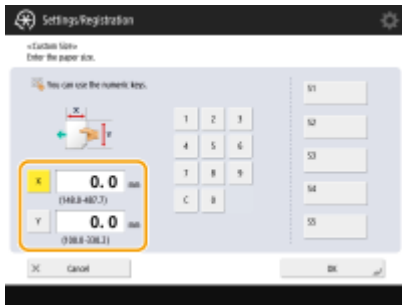 Settings/Registration
<Custom Size>
Enter the paper size.
You can use the numeric keys.
X
Y
1 2 3
4 5 6
7 8 9
C 0
X 0.0 mm
(148.0-487.7)
Y 0.0 mm
(100.0-330.2)
S1
S2
S3
S4
S5
Cancel
OK